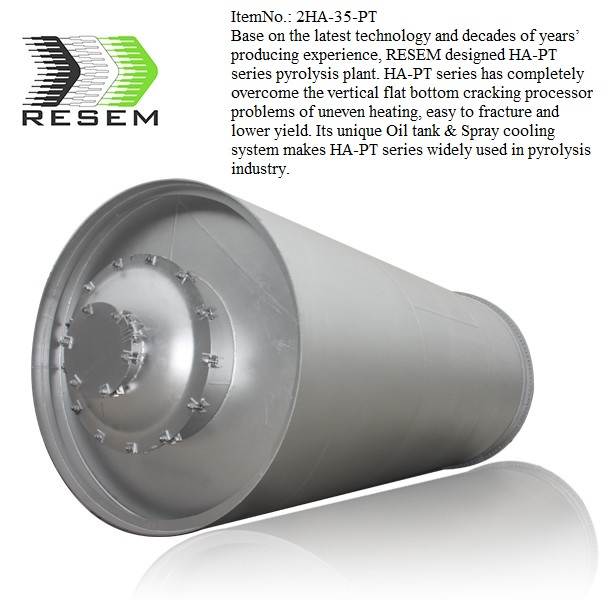 RESEM
ItemNo.: 2HA-35-PT
Base on the latest technology and decades of years’
producing experience, RESEM designed HA-PT
series pyrolysis plant. HA-PT series has completely
overcome the vertical flat bottom cracking processor
problems of uneven heating, easy to fracture and
lower yield. Its unique Oil tank & Spray cooling
system makes HA-PT series widely used in pyrolysis
industry.